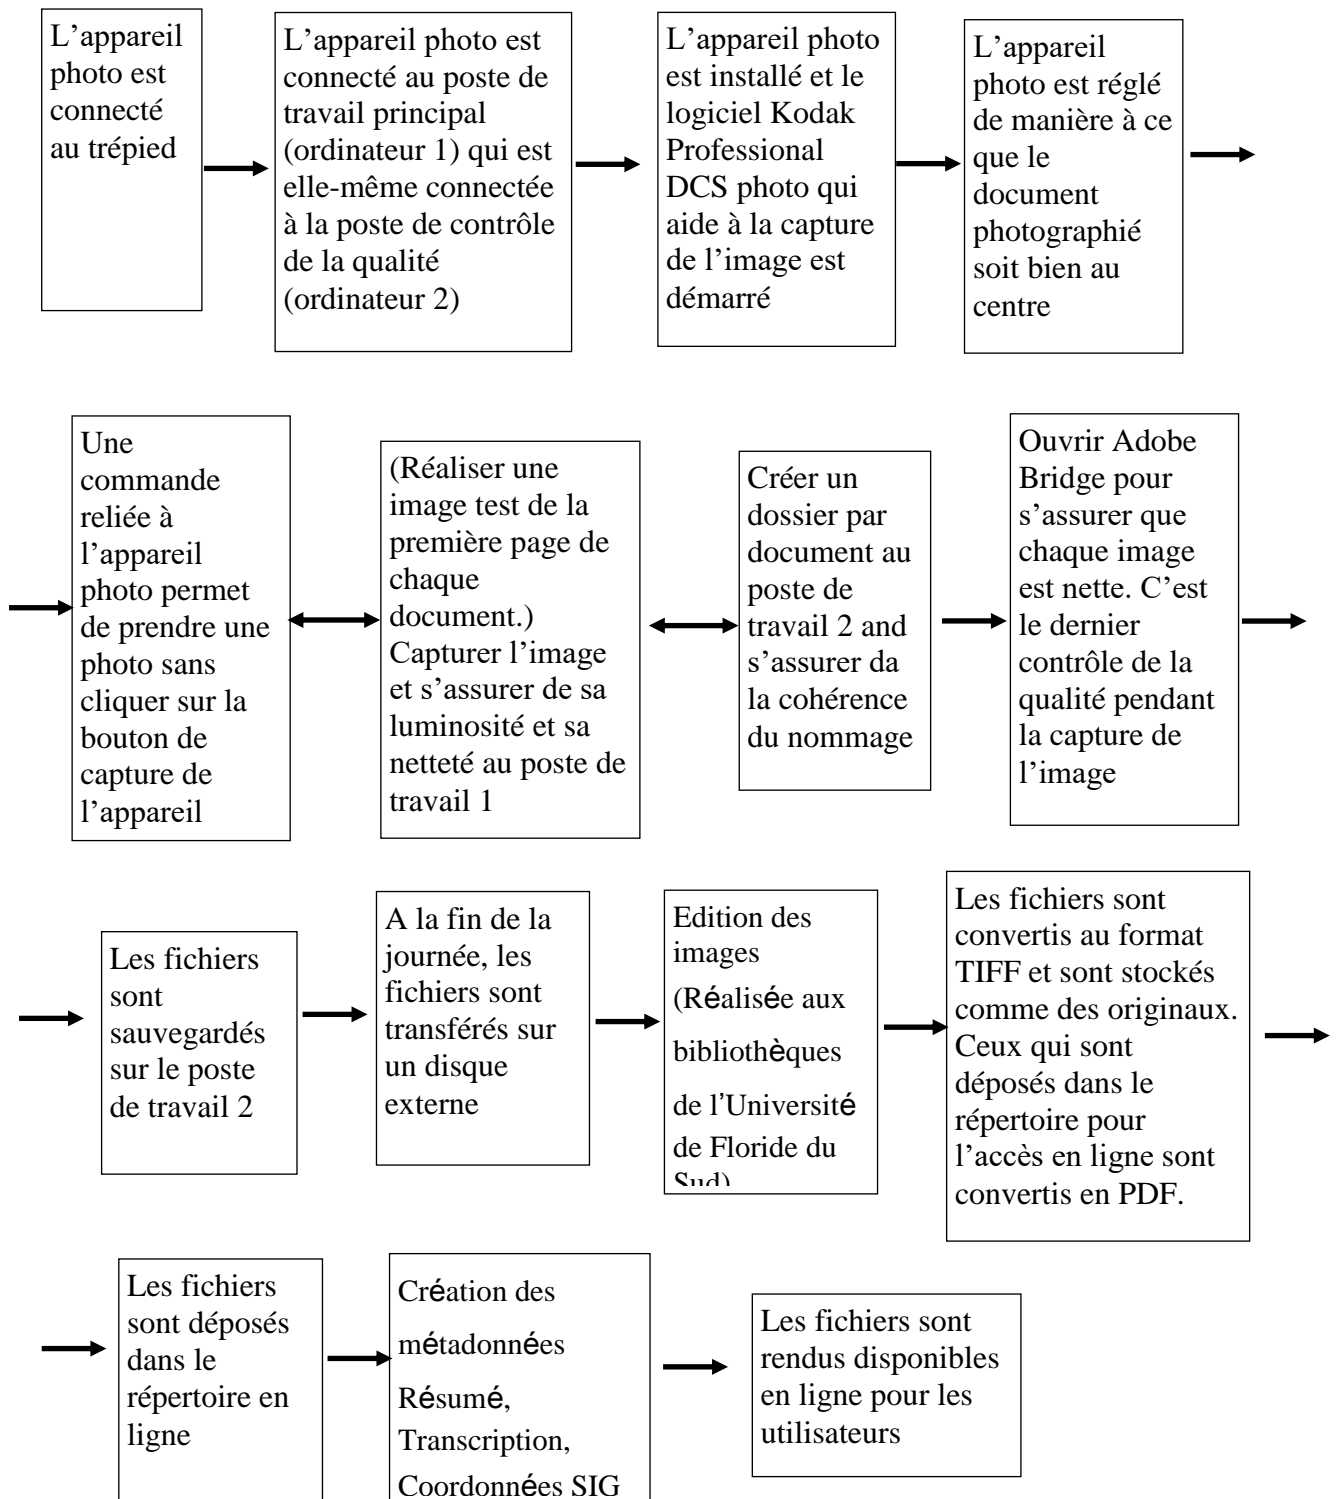 L’appareil
photo est
connecté
au trépied
L’appareil photo est
connecté au poste de
travail principal
(ordinateur 1) qui est
elle-même connectée
à la poste de contrôle
de la qualité
(ordinateur 2)
L’appareil photo
est installé et le
logiciel Kodak
Professional
DCS photo qui
aide à la capture
de l’image est
démarré
L’appareil
photo est réglé
de manière à ce
que le
document
photographié
soit bien au
centre
Une
commande
reliée à
l’appareil
photo permet
de prendre une
photo sans
cliquer sur la
bouton de
capture de
l’appareil
(Réaliser une
image test de la
première page de
chaque
document.)
Capturer l’image
et s’assurer de sa
luminosité et sa
netteté au poste de
travail 1
Créer un
dossier par
document au
poste de
travail 2 and
s’assurer da
la cohérence
du nommage
Ouvrir Adobe
Bridge pour
s’assurer que
chaque image
est nette. C’est
le dernier
contrôle de la
qualité pendant
la capture de
l’image
Les fichiers
sont
sauvegardés
sur le poste
de travail 2
A la fin de la
journée, les
fichiers sont
transférés sur
un disque
externe
Edition des
images
(Réalisée aux
bibliothèques
de l’Université
de Floride du
Sud)
Les fichiers sont
convertis au format
TIFF et sont stockés
comme des originaux.
Ceux qui sont
déposés dans le
répertoire pour
l’accès en ligne sont
convertis en PDF.
Les fichiers
sont déposés
dans le
répertoire en
ligne
Création des
métadonnées
Résumé,
Transcription,
Coordonnées SIG
Les fichiers sont
rendus disponibles
en ligne pour les
utilisateurs